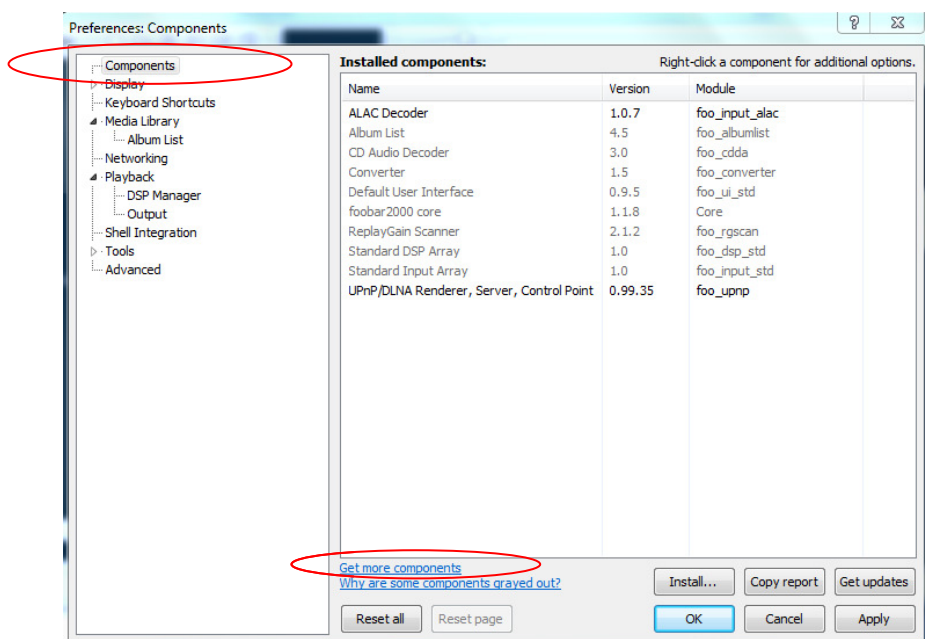 Preferences: Components
?
Components
Display
Keyboard Shortcuts
Media Library
Album List
Networking
Playback
DSP Manager
Output
Shell Integration
Tools
Advanced
Installed components: Right-click a component for additional options.
Name Version Module
ALAC Decoder 1.0.7 foo_input_alac
Album List 4.5 foo_albumlist
CD Audio Decoder 3.0 foo_cdda
Converter 1.5 foo_converter
Default User Interface 0.9.5 foo_ui_std
foobar2000 core 1.1.8 Core
ReplayGain Scanner 2.1.2 foo_rgscan
Standard DSP Array 1.0 foo_dsp_std
Standard Input Array 1.0 foo_input_std
UPnP/DLNA Renderer, Server, Control Point 0.99.35 foo_upnp
Get more components
Why are some components grayed out?
Install... Copy report Get updates
Reset all Reset page OK Cancel Apply